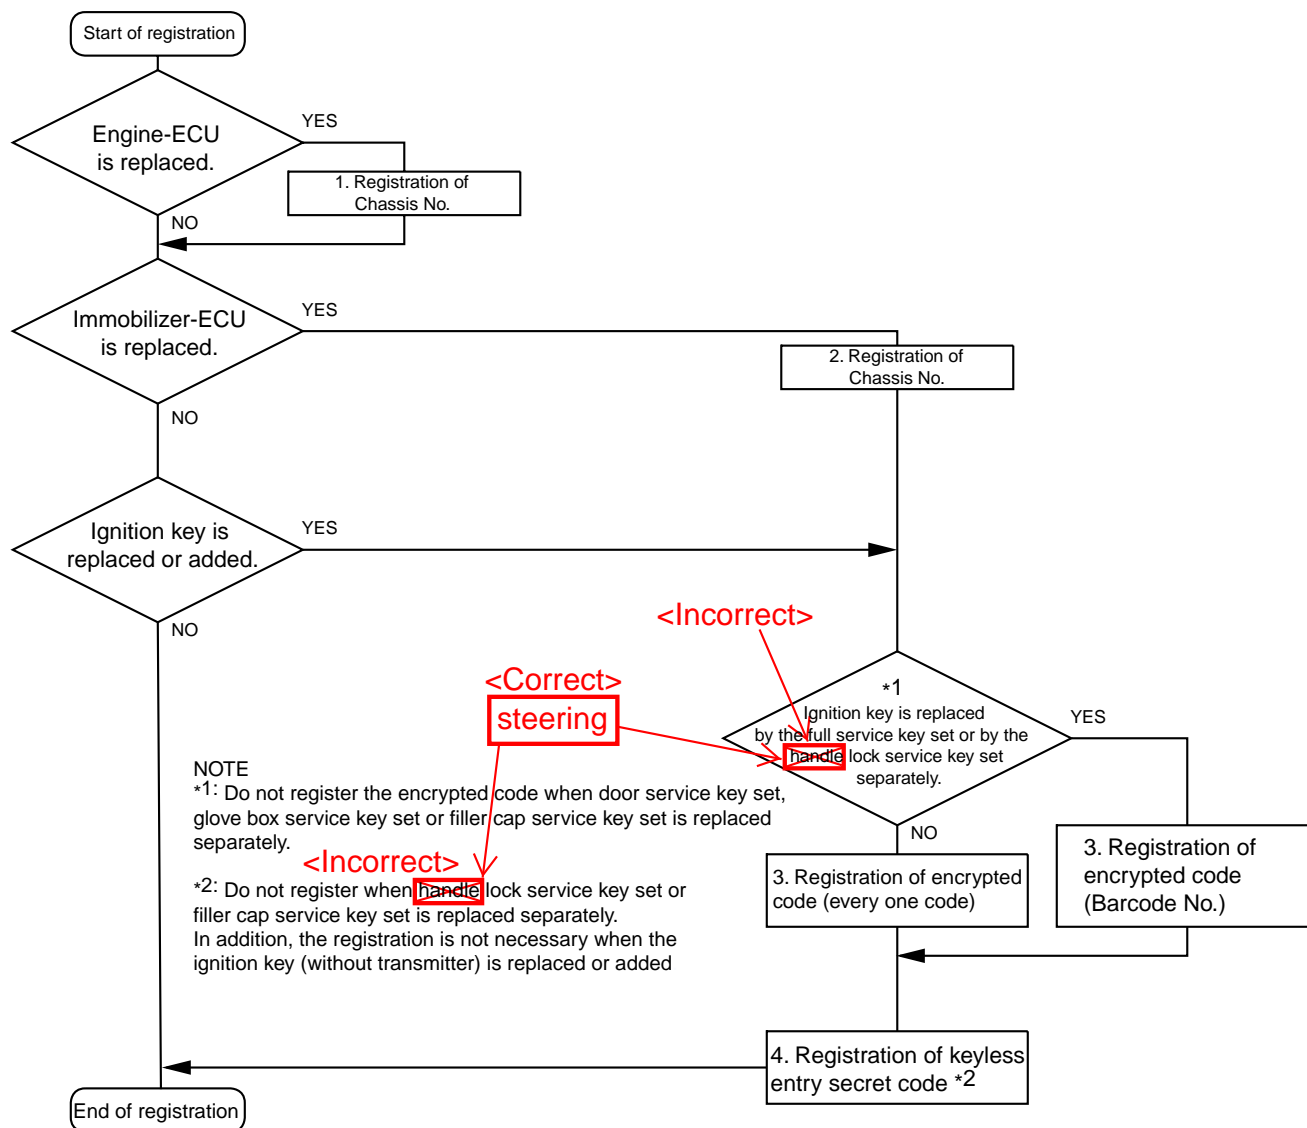 Start of registration
Engine-ECU
is replaced.
YES
1. Registration of
Chassis No.
NO
Immobilizer-ECU
is replaced.
YES
2. Registration of
Chassis No.
NO
Ignition key is
replaced or added.
YES
NO
<Incorrect>
<Correct>
steering
*1
Ignition key is replaced
by the full service key set or by the
handle lock service key set
separately.
YES
NO
NOTE
*1: Do not register the encrypted code when door service key set,
glove box service key set or filler cap service key set is replaced
separately.
<Incorrect>
*2: Do not register when handle lock service key set or
filler cap service key set is replaced separately.
In addition, the registration is not necessary when the
ignition key (without transmitter) is replaced or added
3. Registration of encrypted
code (every one code)
3. Registration of
encrypted code
(Barcode No.)
4. Registration of keyless
entry secret code *2
End of registration